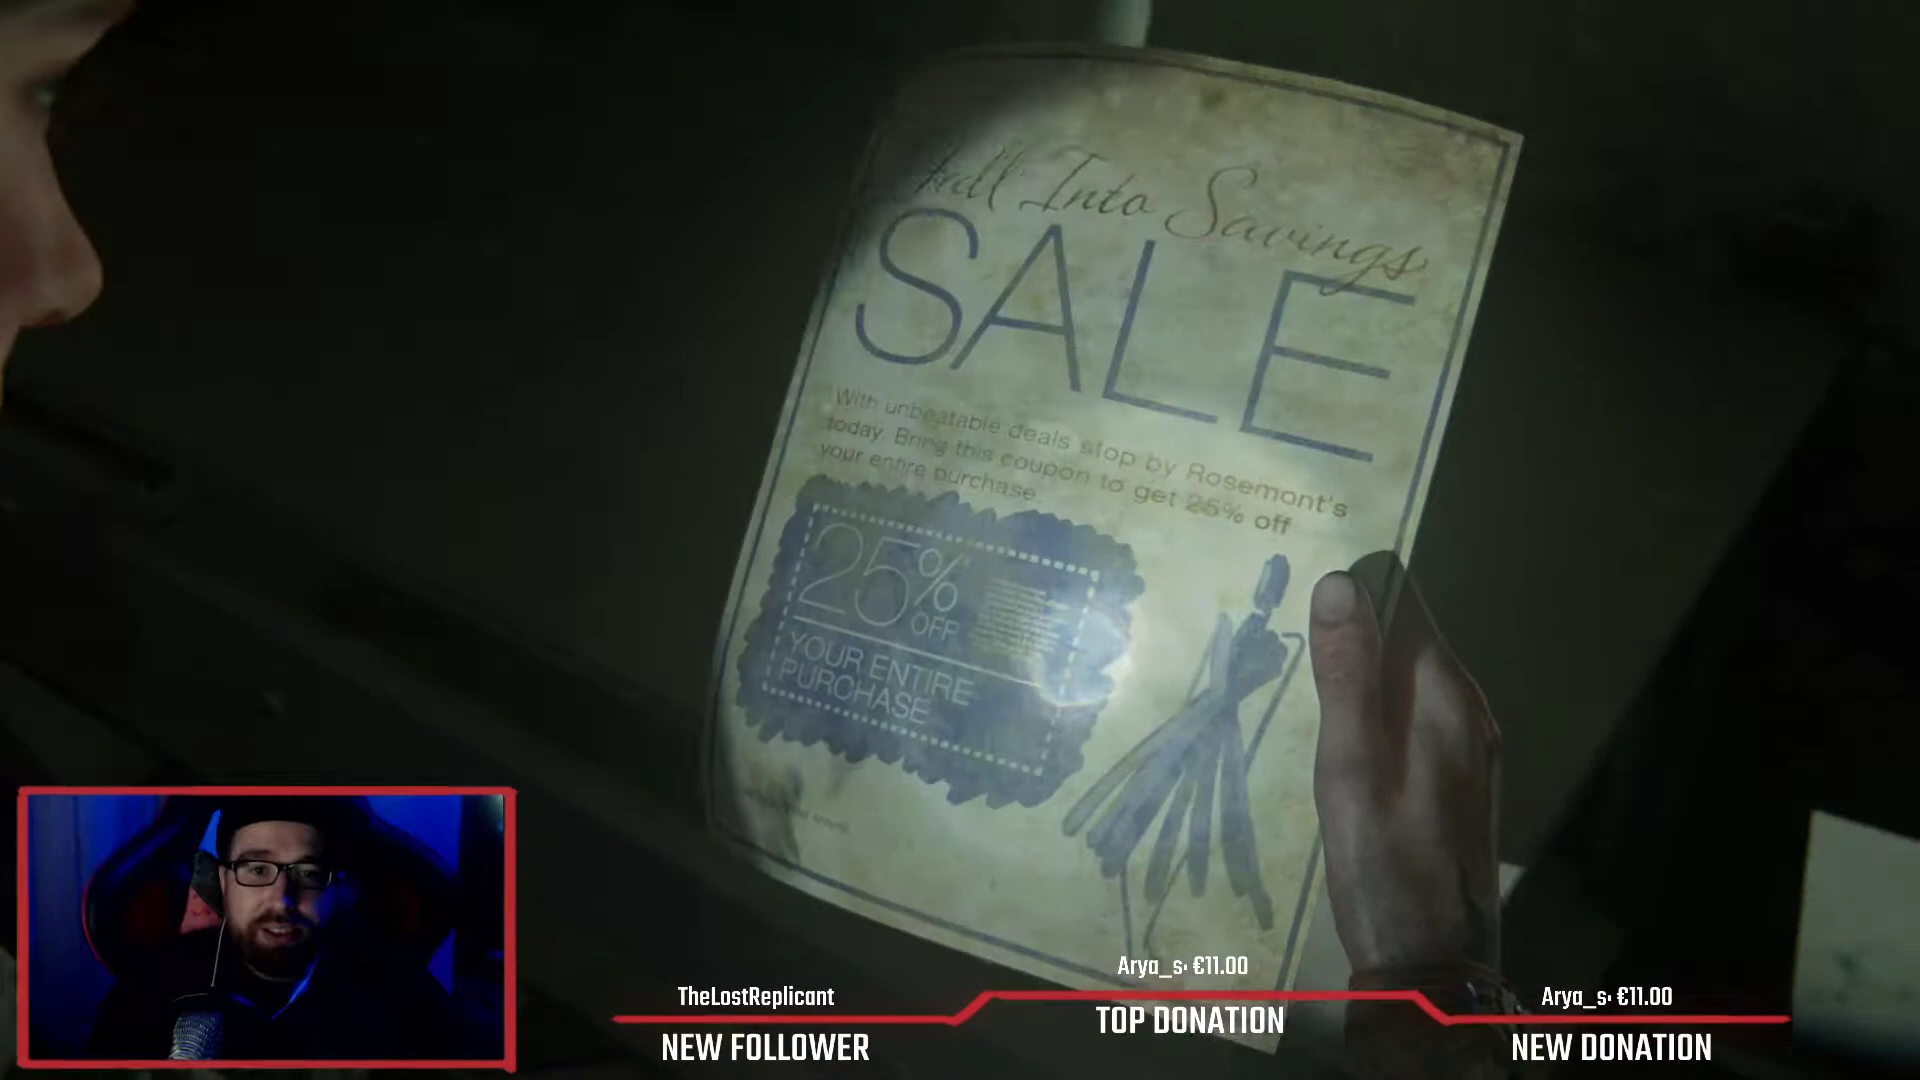 Fall Into Savings
SALE
With unbeatable deals stop by Rosemont's
today. Bring this coupon to get 25% off
your entire purchase.
25%
OFF
YOUR ENTIRE
PURCHASE
TheLostReplicant
NEW FOLLOWER
Arya_s: €11.00
TOP DONATION
Arya_s: €11.00
NEW DONATION